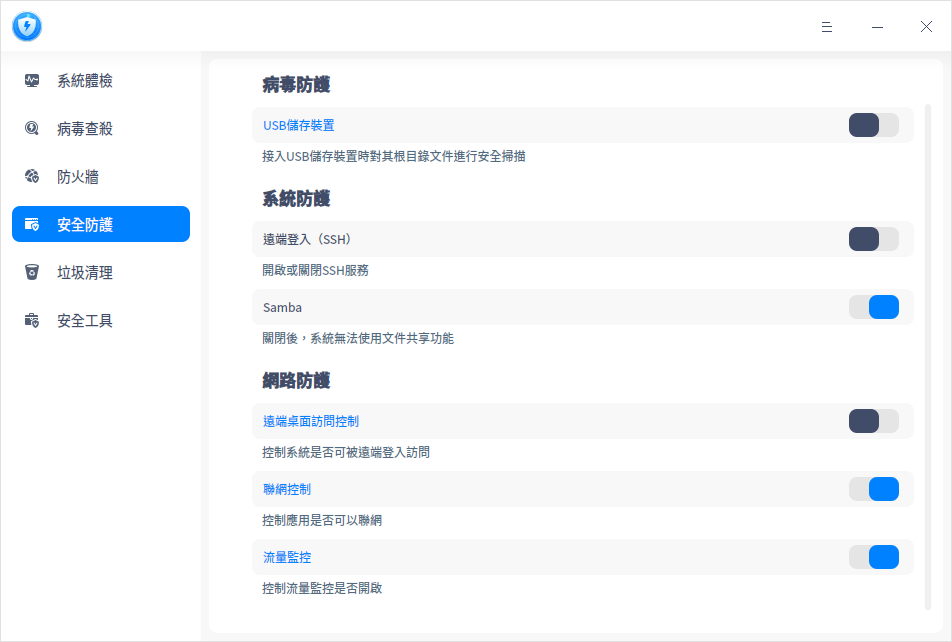 系統體檢
病毒查殺
防火牆
安全防護
垃圾清理
安全工具
病毒防護
USB儲存裝置
接入USB儲存裝置時對其根目錄文件進行安全掃描
系統防護
遠端登入（SSH）
開啟或關閉SSH服務
Samba
關閉後，系統無法使用文件共享功能
網路防護
遠端桌面訪問控制
控制系統是否可被遠端登入訪問
聯網控制
控制應用是否可以聯網
流量監控
控制流量監控是否開啟